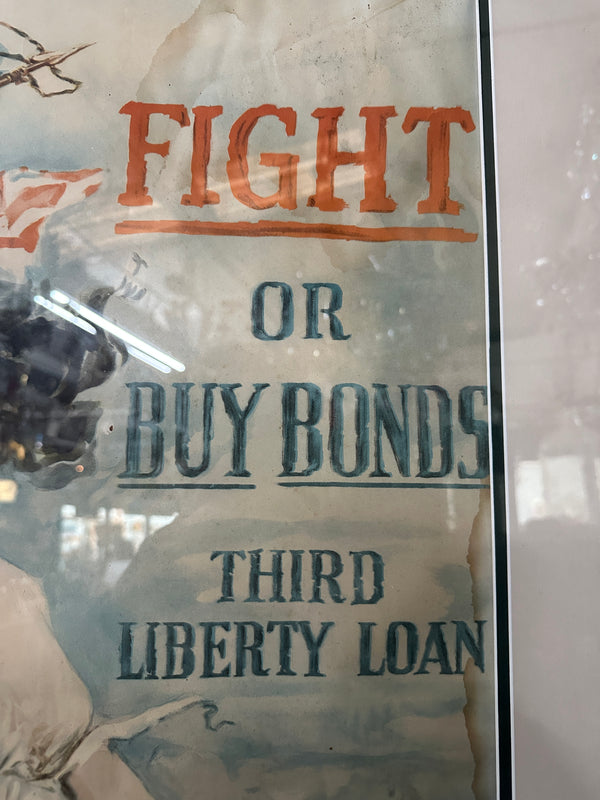 FIGHT
OR
BUY BONDS
THIRD
LIBERTY LOAN